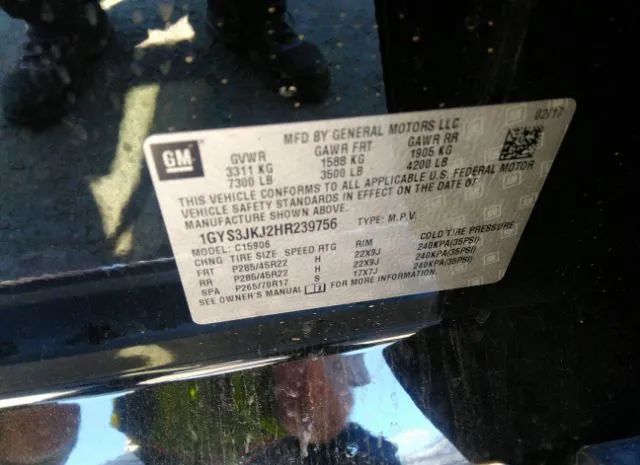 02/17
MFD BY GENERAL MOTORS LLC
GM
GVWR GAWR FRT GAWR RR
3311 KG 1588 KG 1905 KG
7300 LB 3500 LB 4200 LB
THIS VEHICLE CONFORMS TO ALL APPLICABLE U.S. FEDERAL MOTOR
VEHICLE SAFETY STANDARDS IN EFFECT ON THE DATE OF
MANUFACTURE SHOWN ABOVE.
1GYS3JKJ2HR239756 TYPE: M.P.V.
MODEL: C15906
CHNG TIRE SIZE SPEED RTG RIM COLD TIRE PRESSURE
FRT P285/45R22 H 22X9J 240KPA(35PSI)
RR P285/45R22 H 22X9J 240KPA(35PSI)
SPA P265/70R17 S 17X7J 240KPA(35PSI)
SEE OWNER'S MANUAL FOR MORE INFORMATION